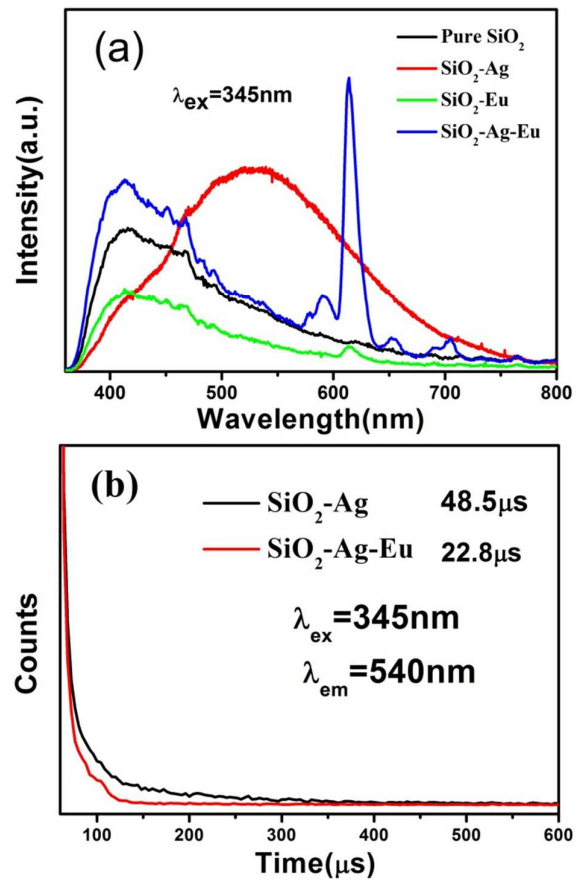 (a)
Pure SiO₂
SiO₂-Ag
SiO₂-Eu
SiO₂-Ag-Eu
λex=345nm
Intensity(a.u.)
400 500 600 700 800
Wavelength(nm)
(b)
SiO₂-Ag 48.5μs
SiO₂-Ag-Eu 22.8μs
λex=345nm
λem=540nm
Counts
100 200 300 400 500 600
Time(μs)